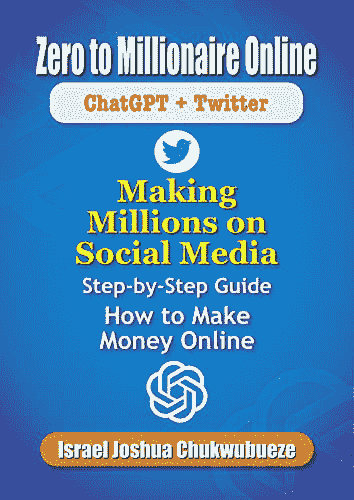 Zero to Millionaire Online
ChatGPT + Twitter
Making
Millions on
Social Media
Step-by-Step Guide
How to Make
Money Online
Israel Joshua Chukwubueze